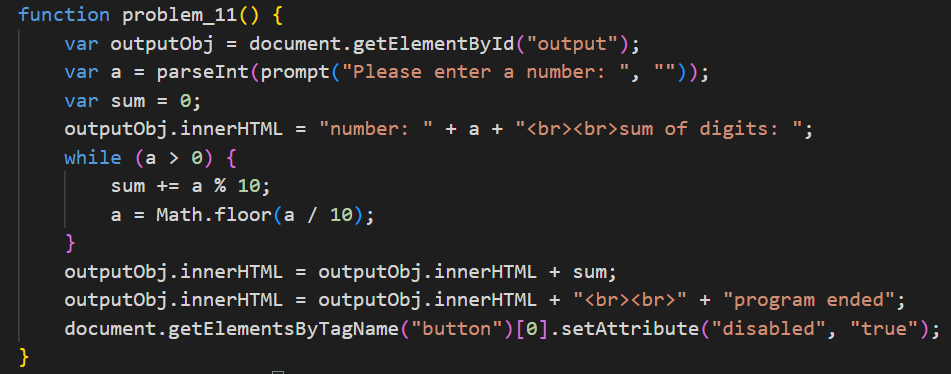 function problem_11() {
var outputObj = document.getElementById("output");
var a = parseInt(prompt("Please enter a number: ", ""));
var sum = 0;
outputObj.innerHTML = "number: " + a + "<br><br>sum of digits: ";
while (a > 0) {
sum += a % 10;
a = Math.floor(a / 10);
}
outputObj.innerHTML = outputObj.innerHTML + sum;
outputObj.innerHTML = outputObj.innerHTML + "<br><br>" + "program ended";
document.getElementsByTagName("button")[0].setAttribute("disabled", "true");
}